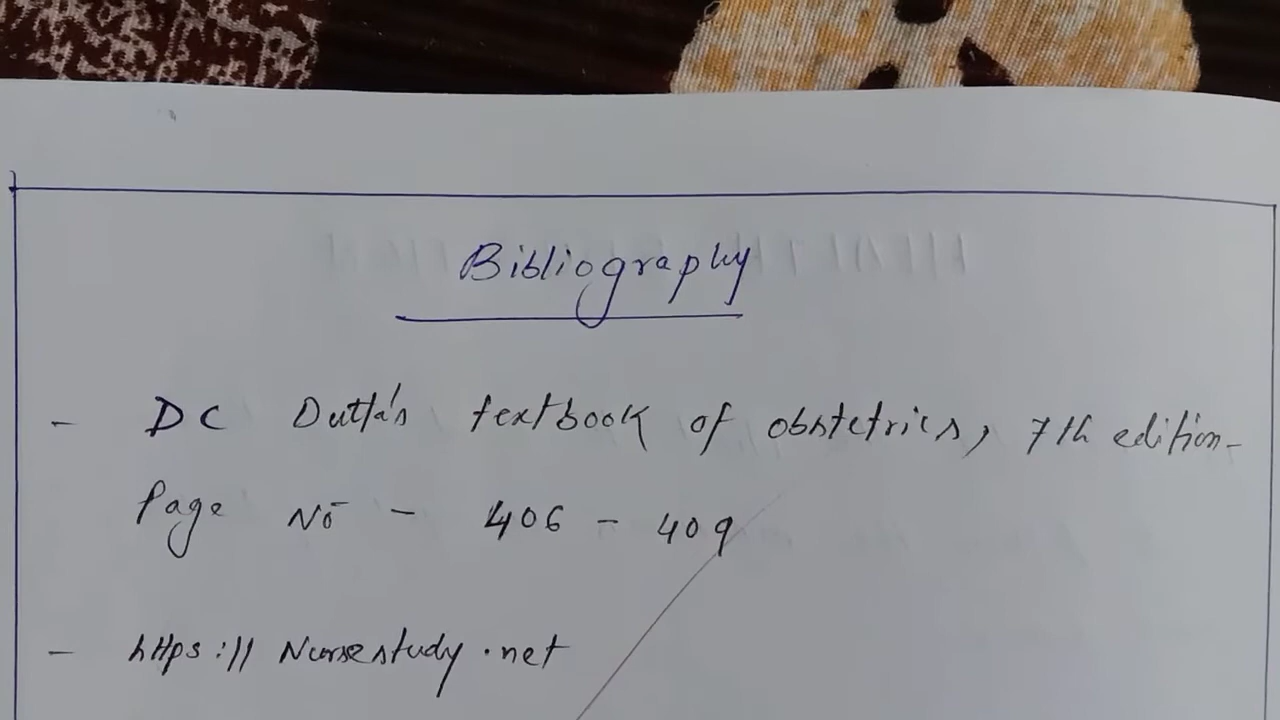 Bibliography
- DC Dutta's textbook of obstetrics, 7th edition-
Page No - 406 - 409
- https:// Nursestudy.net